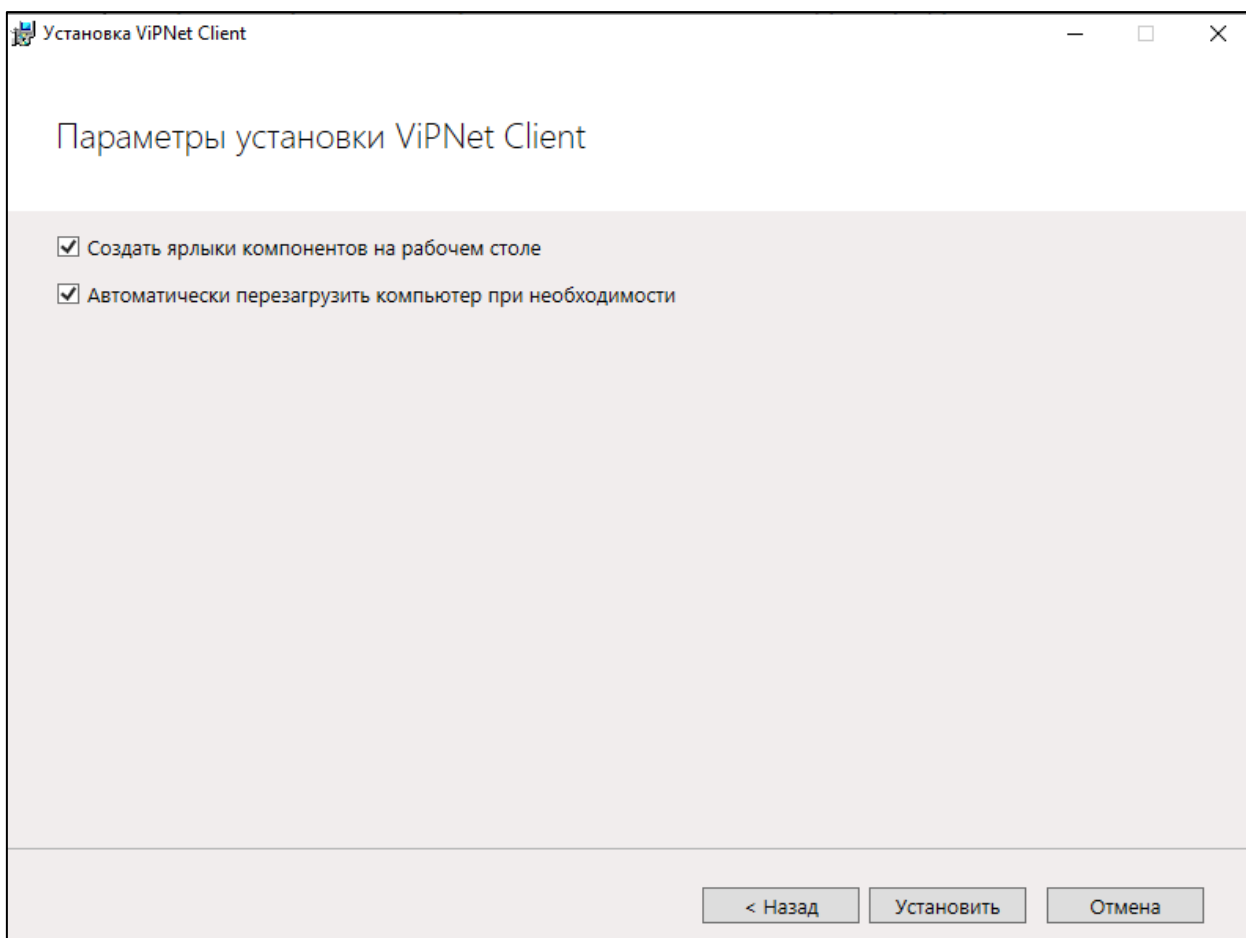 Установка ViPNet Client
Параметры установки ViPNet Client
Создать ярлыки компонентов на рабочем столе
Автоматически перезагрузить компьютер при необходимости
< Назад
Установить
Отмена